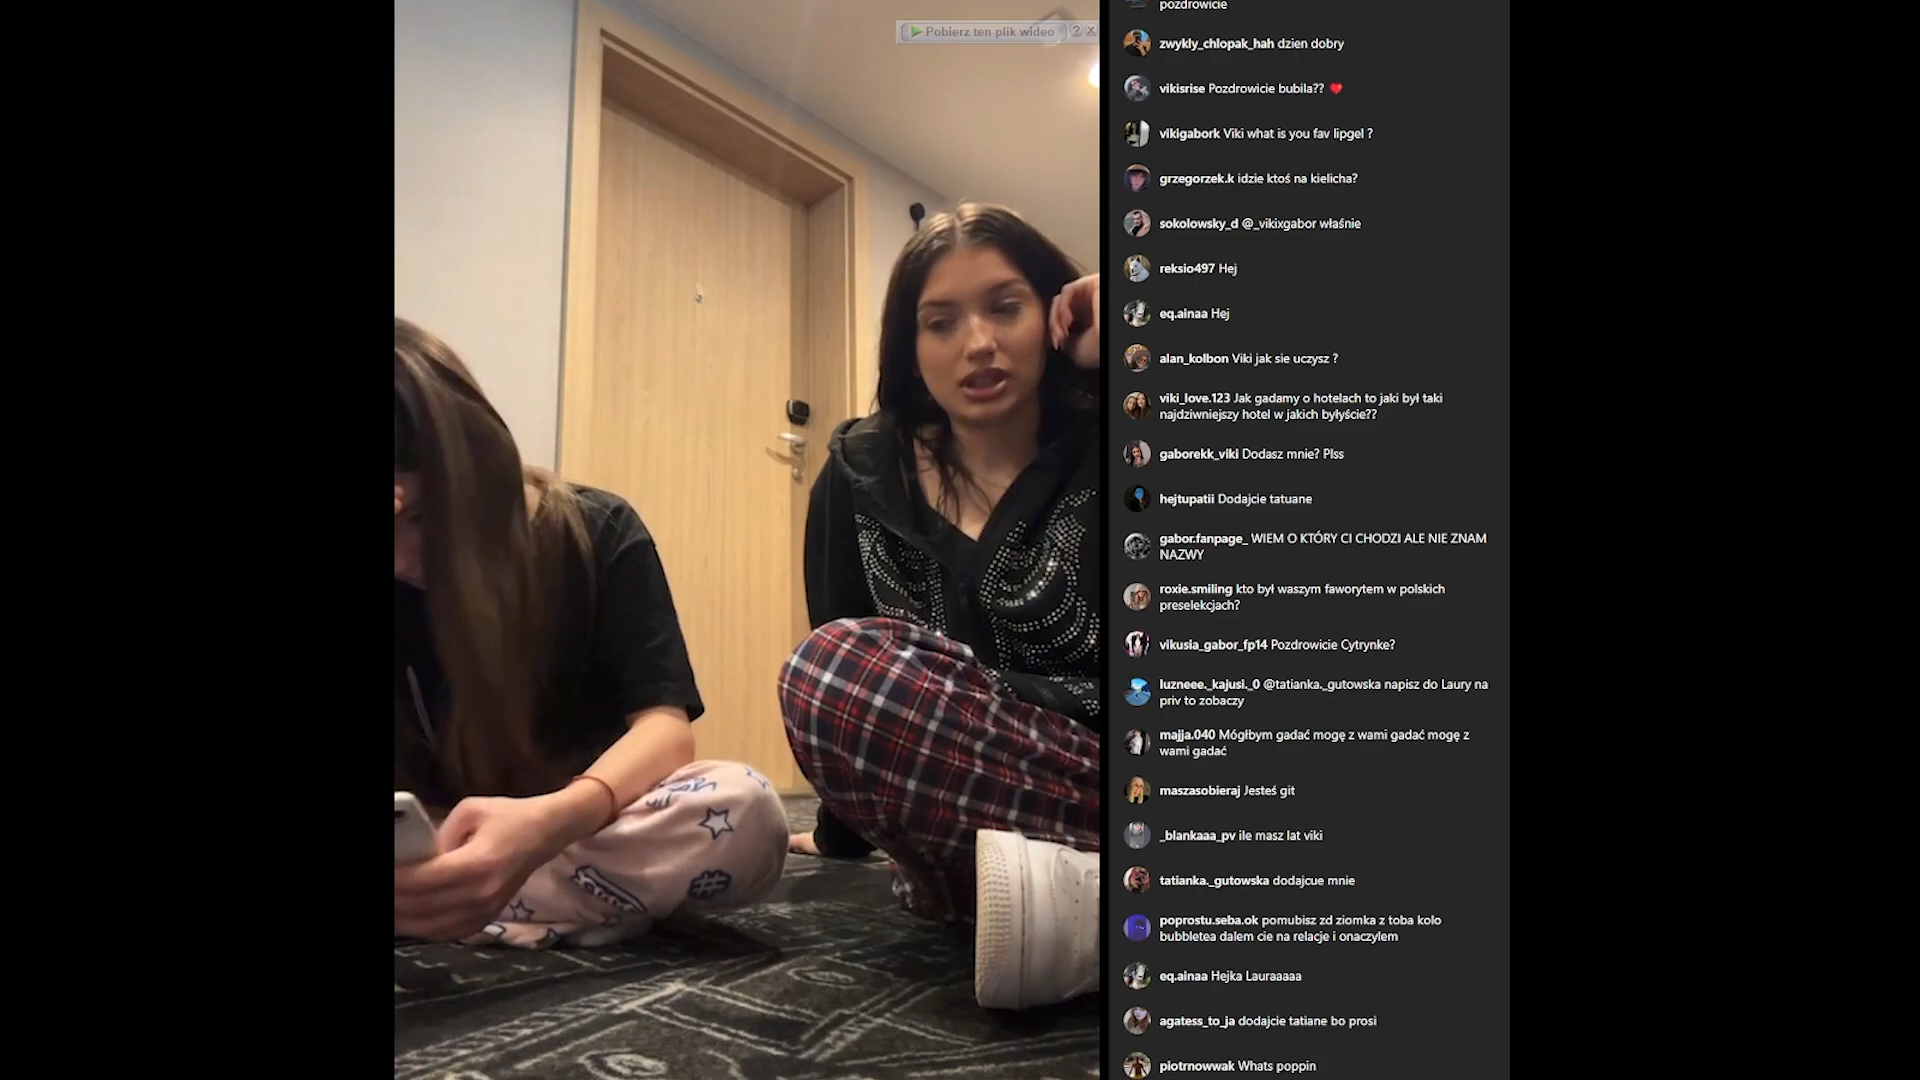 Pobierz ten plik wideo
pozdrowicie
zwykly_chlopak_hah dzien dobry
vikisrise Pozdrowicie bubila?? ❤️
vikigabork Viki what is you fav lipgel ?
grzegorzek.k idzie ktoś na kielicha?
sokolowsky_d @_vikixgabor właśnie
reksio497 Hej
eq.ainaa Hej
alan_kolbon Viki jak sie uczysz ?
viki_love.123 Jak gadamy o hotelach to jaki był taki
najdziwniejszy hotel w jakich byłyście??
gaborekk_viki Dodasz mnie? Plss
hejtupatii Dodajcie tatuane
gabor.fanpage_ WIEM O KTÓRY CI CHODZI ALE NIE ZNAM
NAZWY
roxie.smiling kto był waszym faworytem w polskich
preselekcjach?
vikusia_gabor_fp14 Pozdrowicie Cytrynke?
luzneee._kajusi._0 @tatianka._gutowska napisz do Laury na
priv to zobaczy
majja.040 Mógłbym gadać mogę z wami gadać mogę z
wami gadać
maszasobieraj Jesteś git
_blankaaa_pv ile masz lat viki
tatianka._gutowska dodajcue mnie
poprostu.seba.ok pomubisz zd ziomka z toba kolo
bubbletea dalem cie na relacje i onaczylem
eq.ainaa Hejka Lauraaaaa
agatess_to_ja dodajcie tatiane bo prosi
piotrnowwak Whats poppin